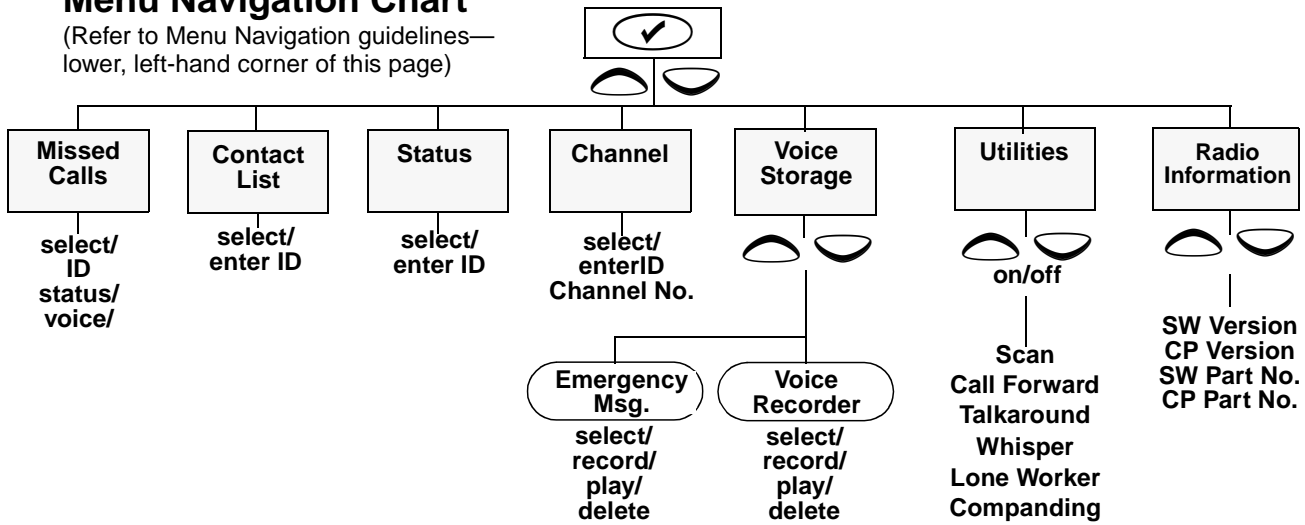 Menu Navigation Chart
(Refer to Menu Navigation guidelines—
lower, left-hand corner of this page)
Missed
Calls
select/
ID
status/
voice/
Contact
List
select/
enter ID
Status
select/
enter ID
Channel
select/
enterID
Channel No.
Voice
Storage
Emergency
Msg.
select/
record/
play/
delete
Voice
Recorder
select/
record/
play/
delete
Utilities
on/off
Scan
Call Forward
Talkaround
Whisper
Lone Worker
Companding
Radio
Information
SW Version
CP Version
SW Part No.
CP Part No.